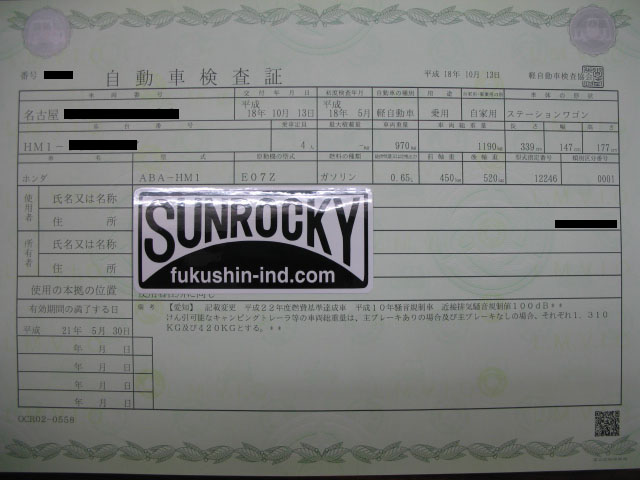 番号
自動車検査証
平成 18年 10月 13日
軽自動車検査協会
車両番号 交付年月日 初度検査年月 自動車の種別 用途 自家用・事業用の別 車体の形状
名古屋 平成 18年 10月 13日 平成 18年 5月 軽自動車 乗用 自家用 ステーションワゴン
車台番号 乗車定員 最大積載量 車両重量 車両総重量 長さ 幅 高さ
HM1- 4人 -kg 970kg 1190kg 339cm 147cm 177cm
車名 型式 原動機の型式 燃料の種類 前軸重 後軸重 型式指定番号 類別区分番号
ホンダ ABA-HM1 E07Z ガソリン 0.65L 450kg 520kg 12246 0001
使用者 氏名又は名称
住所
所有者 氏名又は名称
住所
使用の本拠の位置
SUNROCKY
fukushin-ind.com
有効期間の満了する日
備考 【愛知】 記載変更 平成22年度燃費基準達成車 平成10年騒音規制車 近接排気騒音規制値100dB**
けん引可能なキャンピングトレーラ等の車両総重量は、主ブレーキありの場合及び主ブレーキなしの場合、それぞれ1,310
KG及び420KGとする。**
平成 21年 5月 30日
年 月 日
年 月 日
年 月 日
年 月 日
OCR02-0558